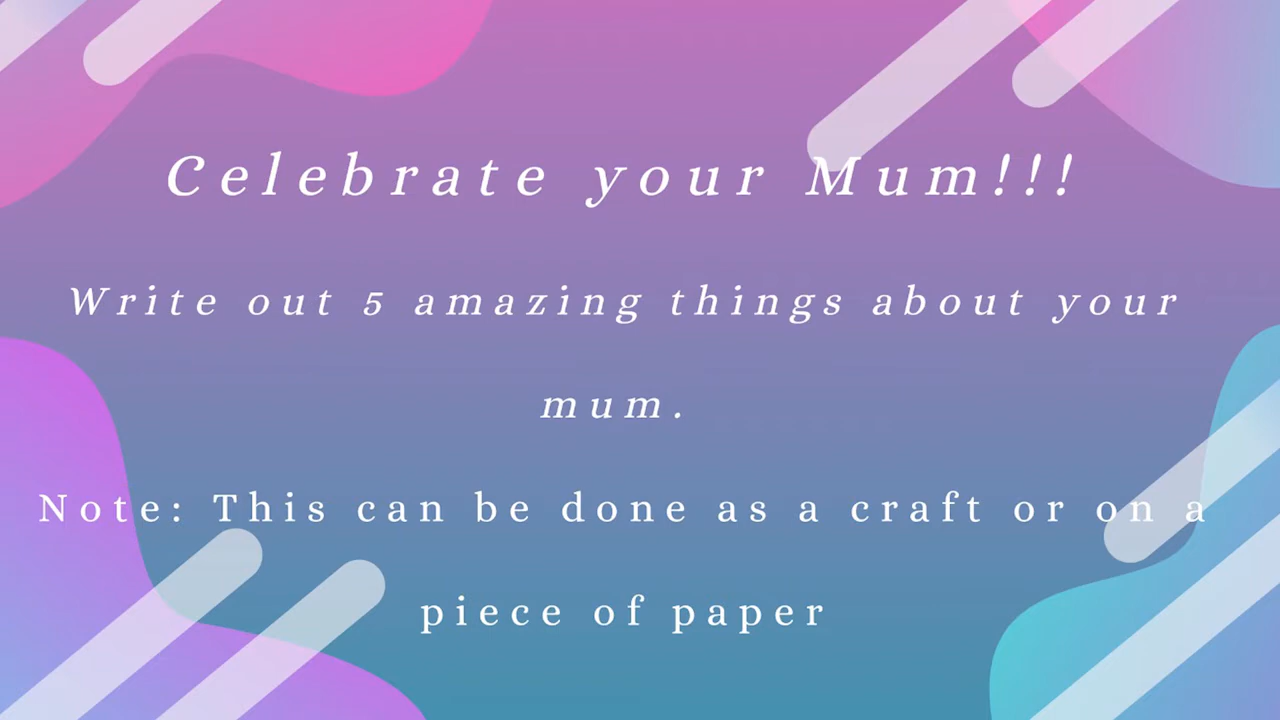 Celebrate your Mum!!!
Write out 5 amazing things about your
mum.
Note: This can be done as a craft or on a
piece of paper